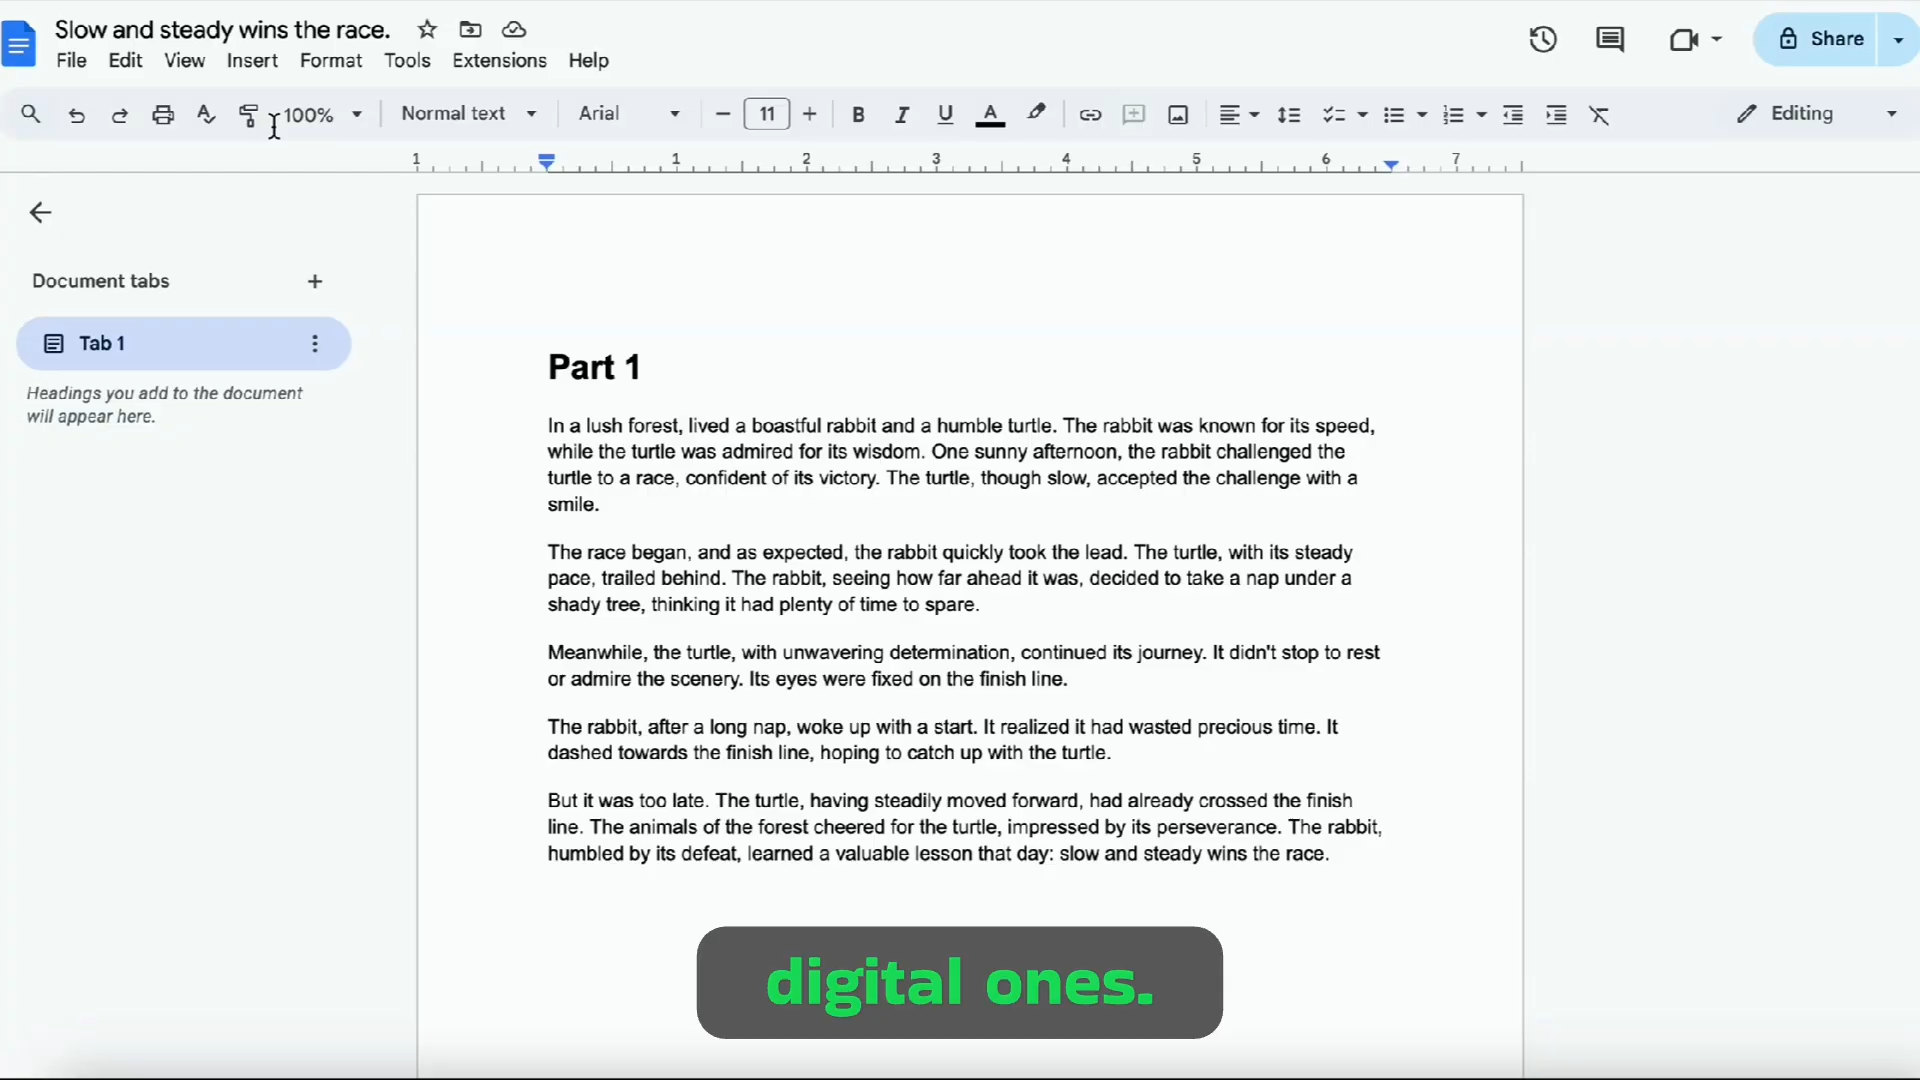 Slow and steady wins the race.
File Edit View Insert Format Tools Extensions Help
Share
100% Normal text Arial 11 Editing
1 1 2 3 4 5 6 7
Document tabs
Tab 1
Headings you add to the document
will appear here.
Part 1
In a lush forest, lived a boastful rabbit and a humble turtle. The rabbit was known for its speed,
while the turtle was admired for its wisdom. One sunny afternoon, the rabbit challenged the
turtle to a race, confident of its victory. The turtle, though slow, accepted the challenge with a
smile.
The race began, and as expected, the rabbit quickly took the lead. The turtle, with its steady
pace, trailed behind. The rabbit, seeing how far ahead it was, decided to take a nap under a
shady tree, thinking it had plenty of time to spare.
Meanwhile, the turtle, with unwavering determination, continued its journey. It didn't stop to rest
or admire the scenery. Its eyes were fixed on the finish line.
The rabbit, after a long nap, woke up with a start. It realized it had wasted precious time. It
dashed towards the finish line, hoping to catch up with the turtle.
But it was too late. The turtle, having steadily moved forward, had already crossed the finish
line. The animals of the forest cheered for the turtle, impressed by its perseverance. The rabbit,
humbled by its defeat, learned a valuable lesson that day: slow and steady wins the race.
digital ones.